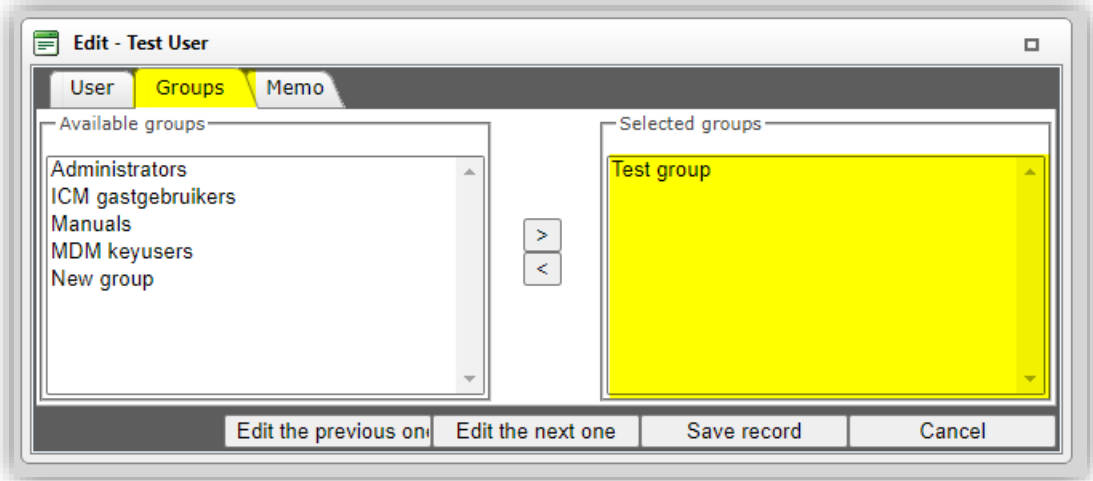 Edit - Test User
User Groups Memo
Available groups
Administrators
ICM gastgebruikers
Manuals
MDM keyusers
New group
>
<
Selected groups
Test group
Edit the previous on Edit the next one Save record Cancel